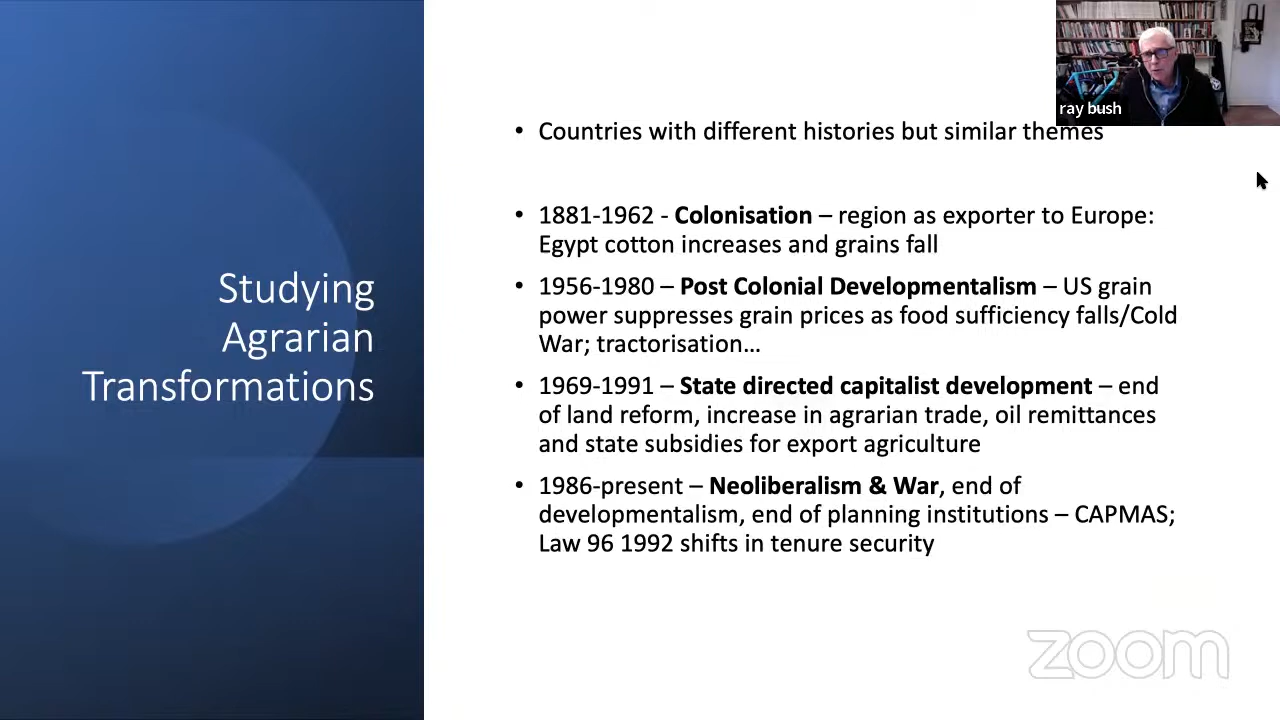 ray bush
Studying
Agrarian
Transformations
• Countries with different histories but similar themes
• 1881-1962 - Colonisation – region as exporter to Europe:
Egypt cotton increases and grains fall
• 1956-1980 – Post Colonial Developmentalism – US grain
power suppresses grain prices as food sufficiency falls/Cold
War; tractorisation…
• 1969-1991 – State directed capitalist development – end
of land reform, increase in agrarian trade, oil remittances
and state subsidies for export agriculture
• 1986-present – Neoliberalism & War, end of
developmentalism, end of planning institutions – CAPMAS;
Law 96 1992 shifts in tenure security
zoom